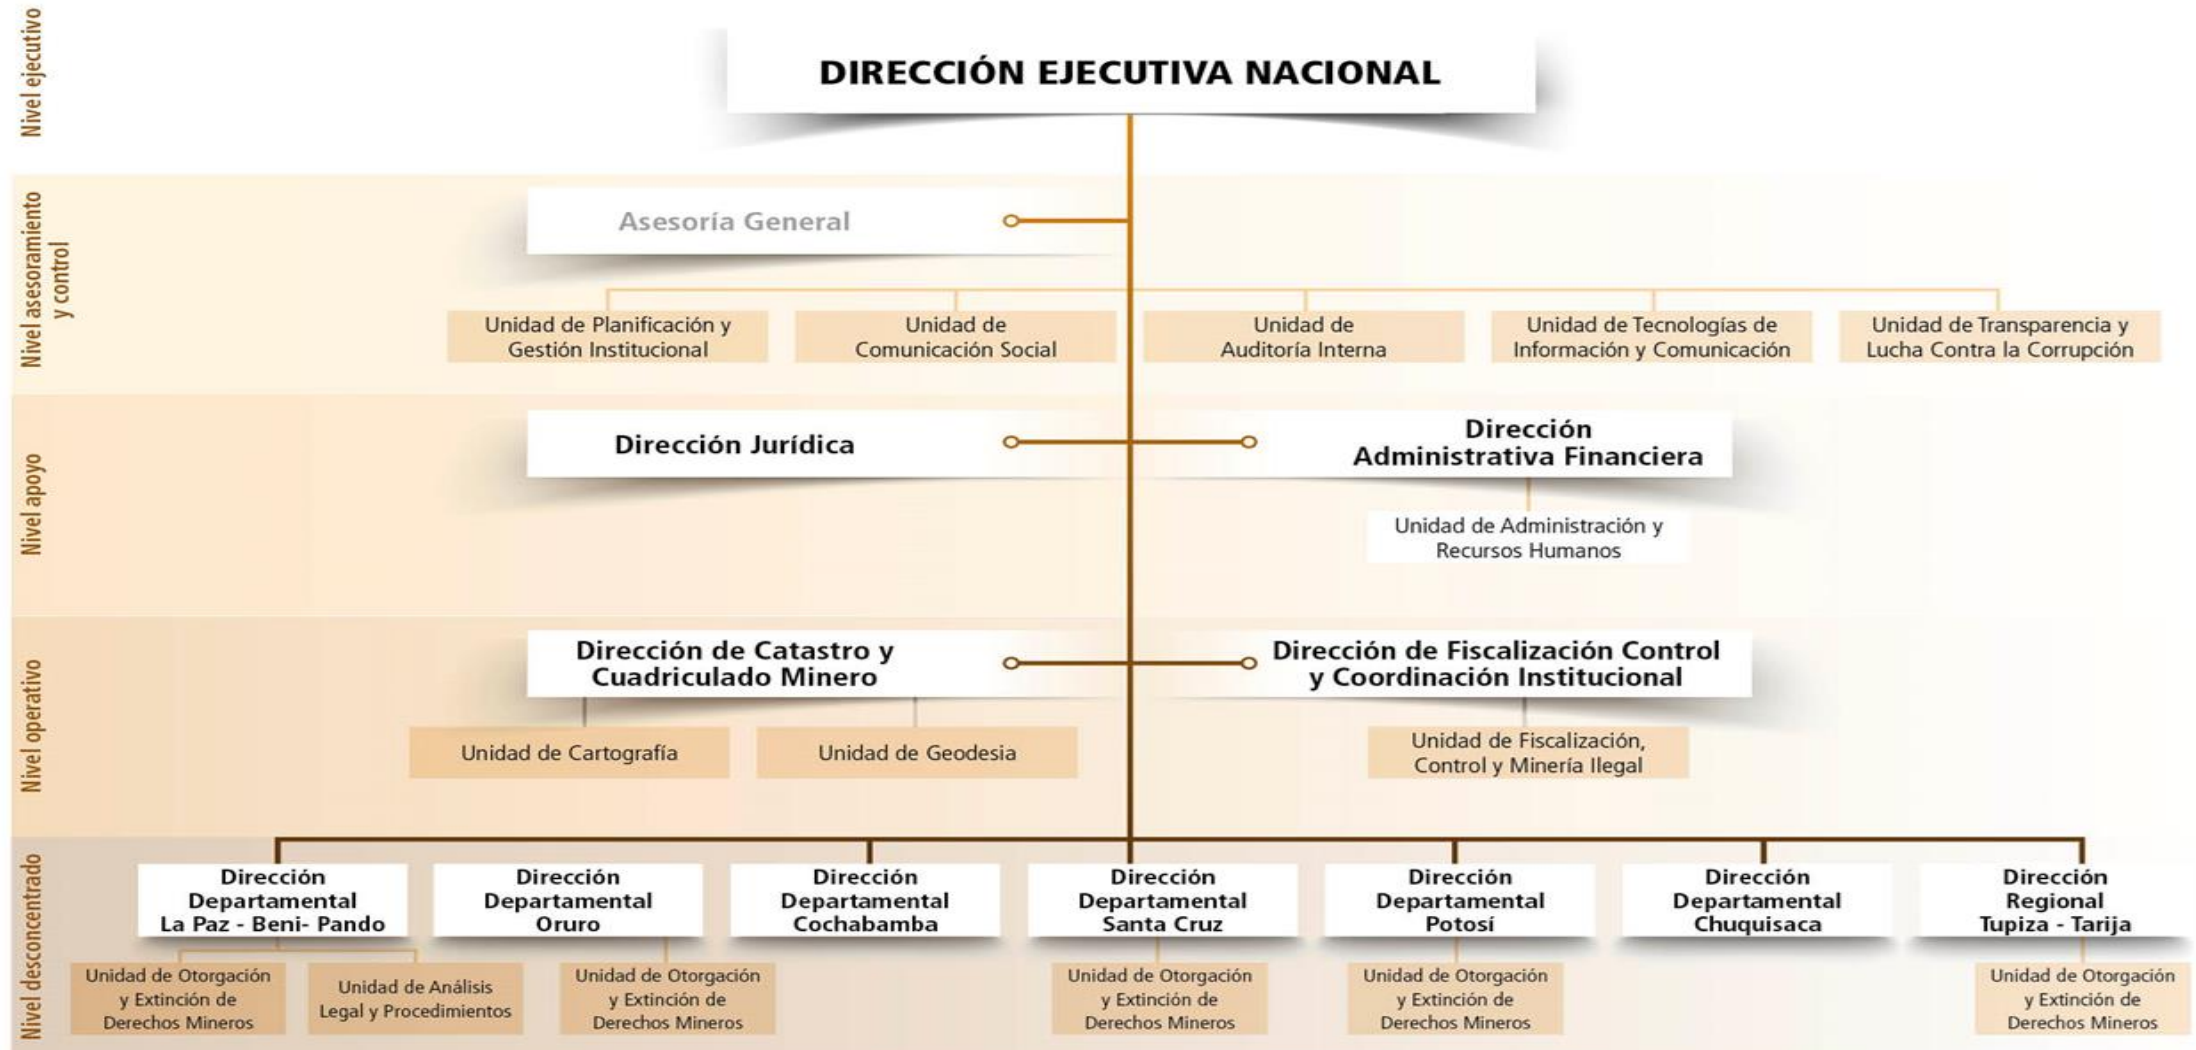 Nivel ejecutivo
DIRECCIÓN EJECUTIVA NACIONAL
Nivel asesoramiento
y control
Asesoría General
Unidad de Planificación y
Gestión Institucional
Unidad de
Comunicación Social
Unidad de
Auditoría Interna
Unidad de Tecnologías de
Información y Comunicación
Unidad de Transparencia y
Lucha Contra la Corrupción
Nivel apoyo
Dirección Jurídica
Dirección
Administrativa Financiera
Unidad de Administración y
Recursos Humanos
Nivel operativo
Dirección de Catastro y
Cuadriculado Minero
Dirección de Fiscalización Control
y Coordinación Institucional
Unidad de Cartografía
Unidad de Geodesia
Unidad de Fiscalización,
Control y Minería Ilegal
Nivel desconcentrado
Dirección
Departamental
La Paz - Beni- Pando
Dirección
Departamental
Oruro
Dirección
Departamental
Cochabamba
Dirección
Departamental
Santa Cruz
Dirección
Departamental
Potosí
Dirección
Departamental
Chuquisaca
Dirección
Regional
Tupiza - Tarija
Unidad de Otorgación
y Extinción de
Derechos Mineros
Unidad de Análisis
Legal y Procedimientos
Unidad de Otorgación
y Extinción de
Derechos Mineros
Unidad de Otorgación
y Extinción de
Derechos Mineros
Unidad de Otorgación
y Extinción de
Derechos Mineros
Unidad de Otorgación
y Extinción de
Derechos Mineros